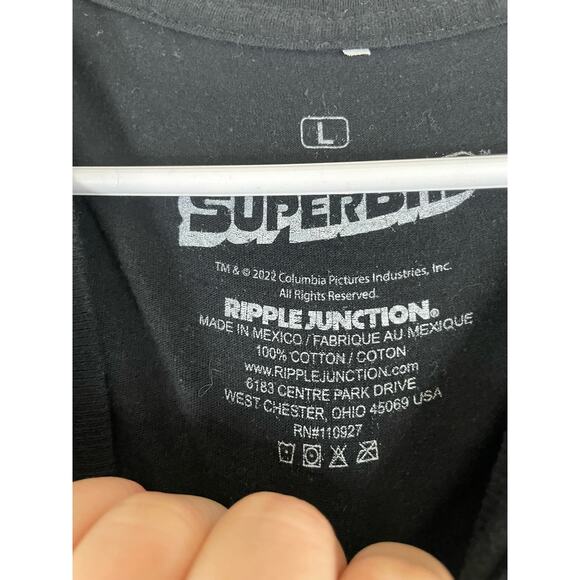 L
SUPERBAD
TM
TM & © 2022 Columbia Pictures Industries, Inc.
All Rights Reserved.
RIPPLE JUNCTION®
MADE IN MEXICO / FABRIQUE AU MEXIQUE
100% COTTON / COTON
www.RIPPLEJUNCTION.com
6183 CENTRE PARK DRIVE
WEST CHESTER, OHIO 45069 USA
RN#110927